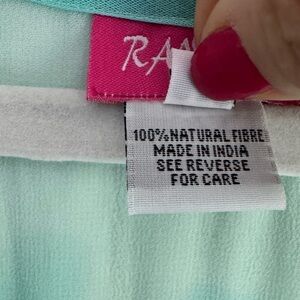 RA
100% NATURAL FIBRE
MADE IN INDIA
SEE REVERSE
FOR CARE